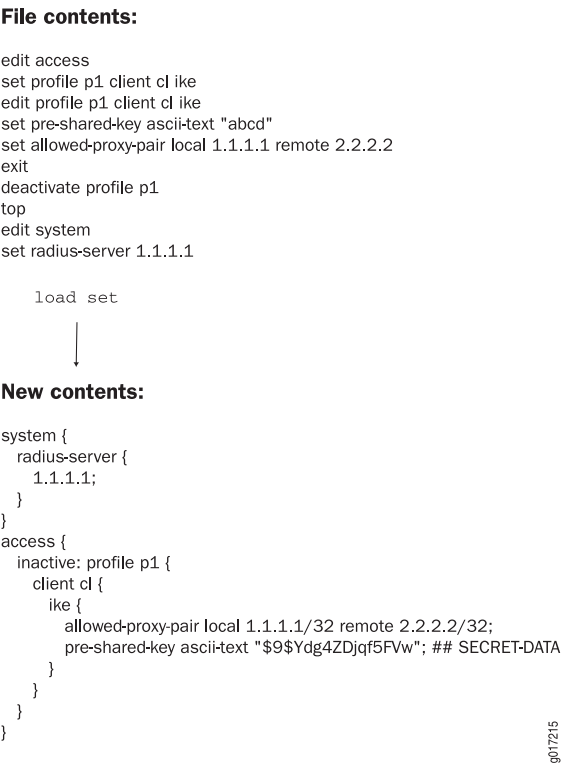 File contents:
edit access
set profile p1 client cl ike
edit profile p1 client cl ike
set pre-shared-key ascii-text "abcd"
set allowed-proxy-pair local 1.1.1.1 remote 2.2.2.2
exit
deactivate profile p1
top
edit system
set radius-server 1.1.1.1
load set
New contents:
system {
radius-server {
1.1.1.1;
}
}
access {
inactive: profile p1 {
client cl {
ike {
allowed-proxy-pair local 1.1.1.1/32 remote 2.2.2.2/32;
pre-shared-key ascii-text "$9$Ydg4ZDjqf5FVw"; ## SECRET-DATA
}
}
}
}
g017215